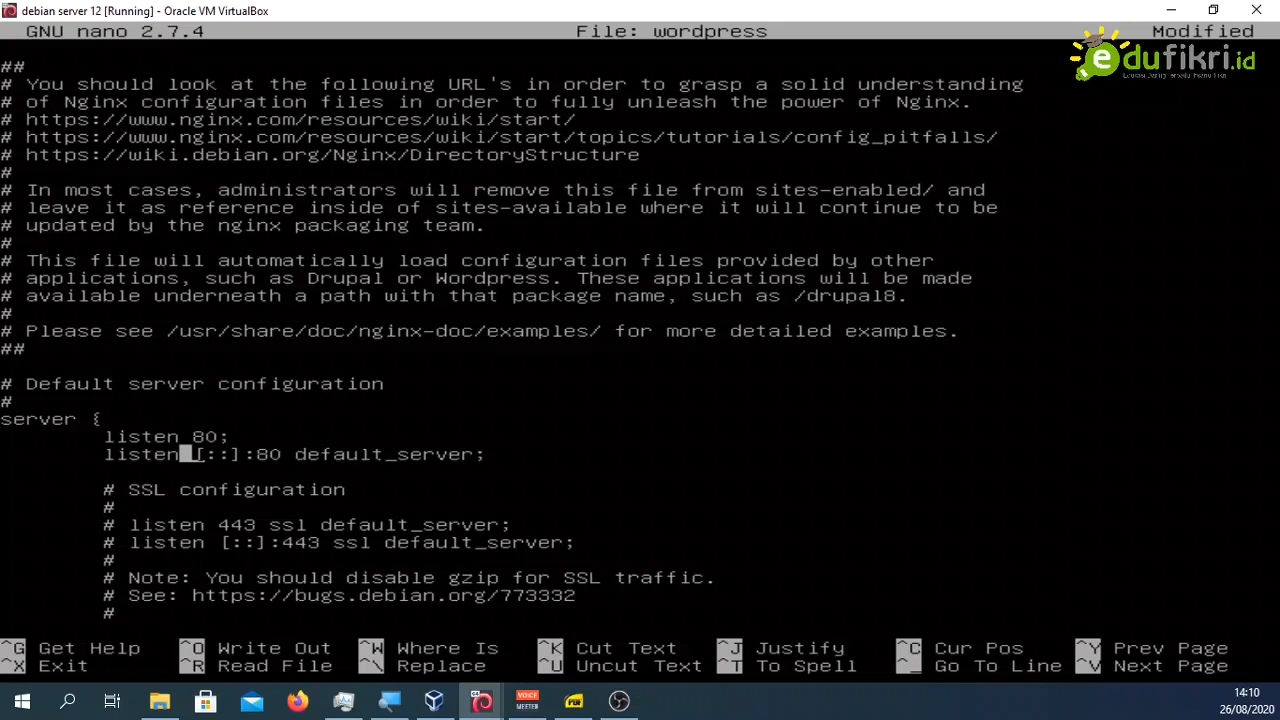 debian server 12 [Running] - Oracle VM VirtualBox
GNU nano 2.7.4 File: wordpress Modified
edufikri.id
##
# You should look at the following URL's in order to grasp a solid understanding
# of Nginx configuration files in order to fully unleash the power of Nginx.
# https://www.nginx.com/resources/wiki/start/
# https://www.nginx.com/resources/wiki/start/topics/tutorials/config_pitfalls/
# https://wiki.debian.org/Nginx/DirectoryStructure
#
# In most cases, administrators will remove this file from sites-enabled/ and
# leave it as reference inside of sites-available where it will continue to be
# updated by the nginx packaging team.
#
# This file will automatically load configuration files provided by other
# applications, such as Drupal or Wordpress. These applications will be made
# available underneath a path with that package name, such as /drupal8.
#
# Please see /usr/share/doc/nginx-doc/examples/ for more detailed examples.
##
# Default server configuration
#
server {
listen 80;
listen [::]:80 default_server;
# SSL configuration
#
# listen 443 ssl default_server;
# listen [::]:443 ssl default_server;
#
# Note: You should disable gzip for SSL traffic.
# See: https://bugs.debian.org/773332
#
^G Get Help ^O Write Out ^W Where Is ^K Cut Text ^J Justify ^C Cur Pos ^Y Prev Page
^X Exit ^R Read File ^\ Replace ^U Uncut Text ^T To Spell ^_ Go To Line ^V Next Page
VOICE MEETER
14:10
26/08/2020